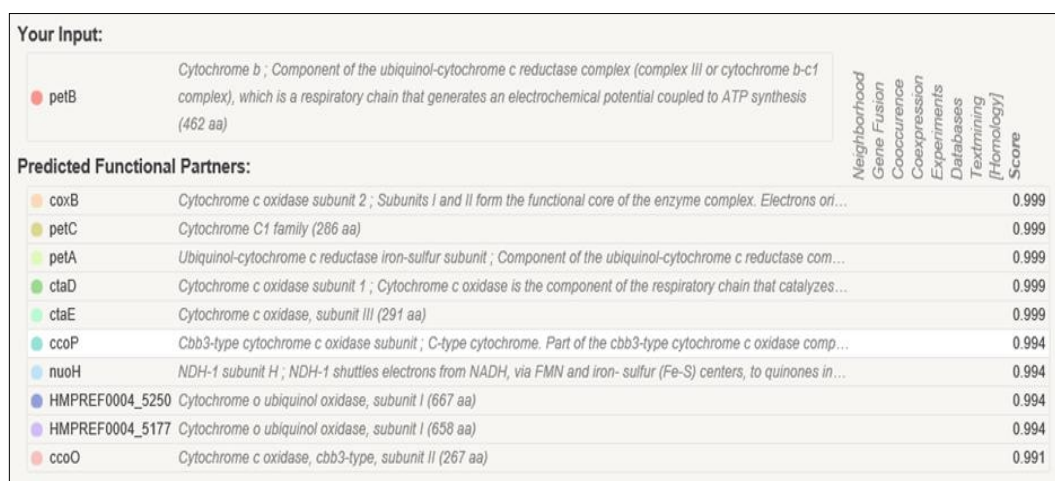 Your Input:
petB
Cytochrome b ; Component of the ubiquinol-cytochrome c reductase complex (complex III or cytochrome b-c1
complex), which is a respiratory chain that generates an electrochemical potential coupled to ATP synthesis
(462 aa)
Neighborhood
Gene Fusion
Cooccurence
Coexpression
Experiments
Databases
Textmining
[Homology]
Score
Predicted Functional Partners:
coxB Cytochrome c oxidase subunit 2 ; Subunits I and II form the functional core of the enzyme complex. Electrons ori... 0.999
petC Cytochrome C1 family (286 aa) 0.999
petA Ubiquinol-cytochrome c reductase iron-sulfur subunit ; Component of the ubiquinol-cytochrome c reductase com... 0.999
ctaD Cytochrome c oxidase subunit 1 ; Cytochrome c oxidase is the component of the respiratory chain that catalyzes... 0.999
ctaE Cytochrome c oxidase, subunit III (291 aa) 0.999
ccoP Cbb3-type cytochrome c oxidase subunit ; C-type cytochrome. Part of the cbb3-type cytochrome c oxidase comp... 0.994
nuoH NDH-1 subunit H ; NDH-1 shuttles electrons from NADH, via FMN and iron- sulfur (Fe-S) centers, to quinones in... 0.994
HMPREF0004_5250 Cytochrome o ubiquinol oxidase, subunit I (667 aa) 0.994
HMPREF0004_5177 Cytochrome o ubiquinol oxidase, subunit I (658 aa) 0.994
ccoO Cytochrome c oxidase, cbb3-type, subunit II (267 aa) 0.991